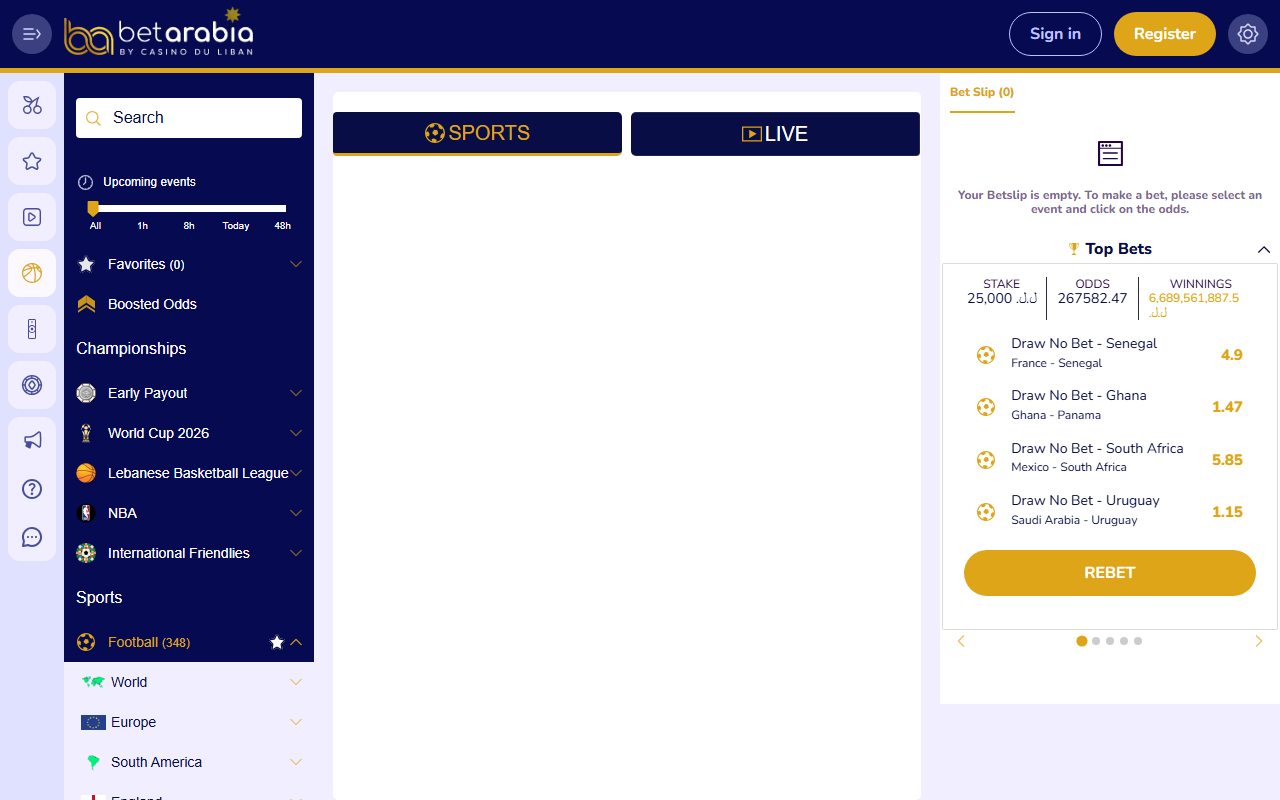 betarabia
BY CASINO DU LIBAN
Sign in
Register
Search
Upcoming events
All 1h 8h Today 48h
Favorites (0)
Boosted Odds
Championships
Early Payout
World Cup 2026
Lebanese Basketball League
NBA
International Friendlies
Sports
Football (348)
World
Europe
South America
England
SPORTS
LIVE
Bet Slip (0)
Your Betslip is empty. To make a bet, please select an
event and click on the odds.
Top Bets
STAKE ODDS WINNINGS
25,000 ل.ل. 267582.47 6,689,561,887.5
ل.ل.
Draw No Bet - Senegal
France - Senegal
4.9
Draw No Bet - Ghana
Ghana - Panama
1.47
Draw No Bet - South Africa
Mexico - South Africa
5.85
Draw No Bet - Uruguay
Saudi Arabia - Uruguay
1.15
REBET